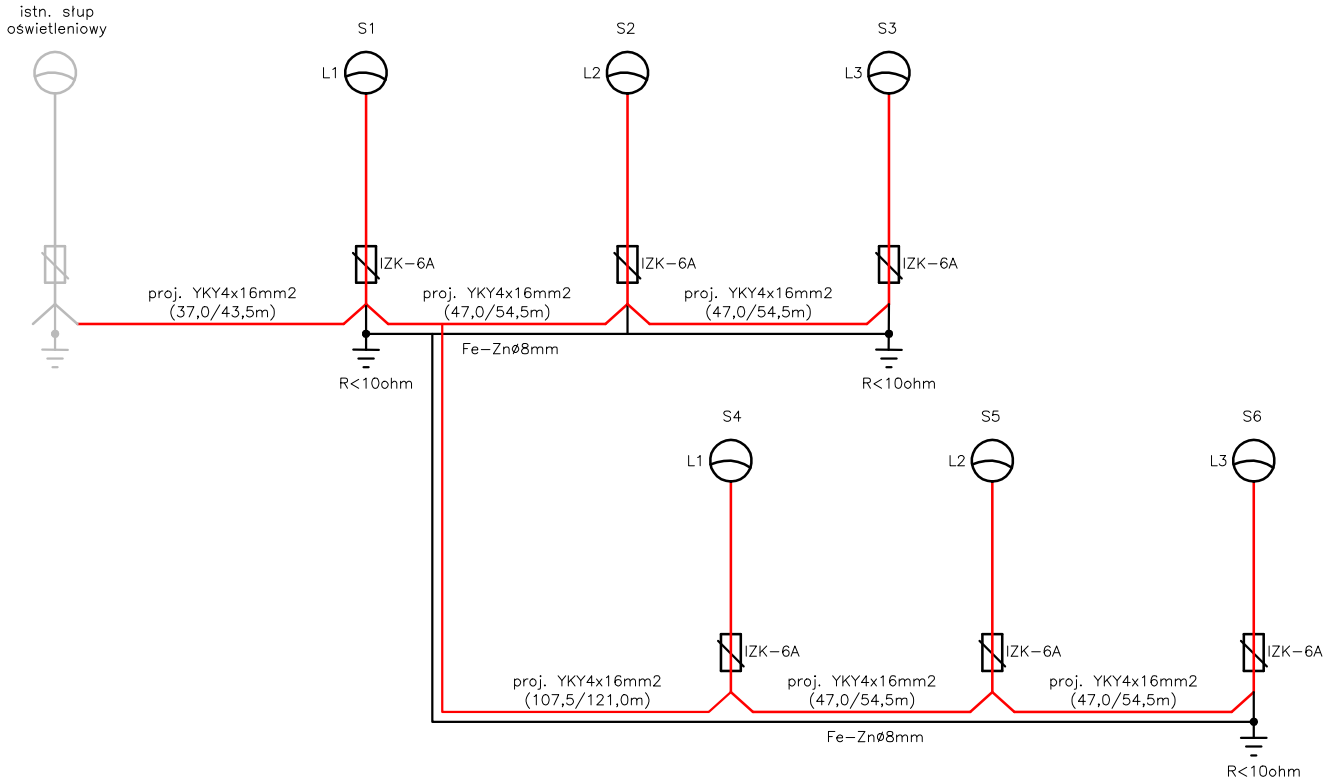 istn. słup
oświetleniowy
S1
S2
S3
L1
L2
L3
IZK-6A
IZK-6A
IZK-6A
proj. YKY4x16mm2
(37,0/43,5m)
proj. YKY4x16mm2
(47,0/54,5m)
proj. YKY4x16mm2
(47,0/54,5m)
Fe-Znø8mm
R<10ohm
R<10ohm
S4
S5
S6
L1
L2
L3
IZK-6A
IZK-6A
IZK-6A
proj. YKY4x16mm2
(107,5/121,0m)
proj. YKY4x16mm2
(47,0/54,5m)
proj. YKY4x16mm2
(47,0/54,5m)
Fe-Znø8mm
R<10ohm